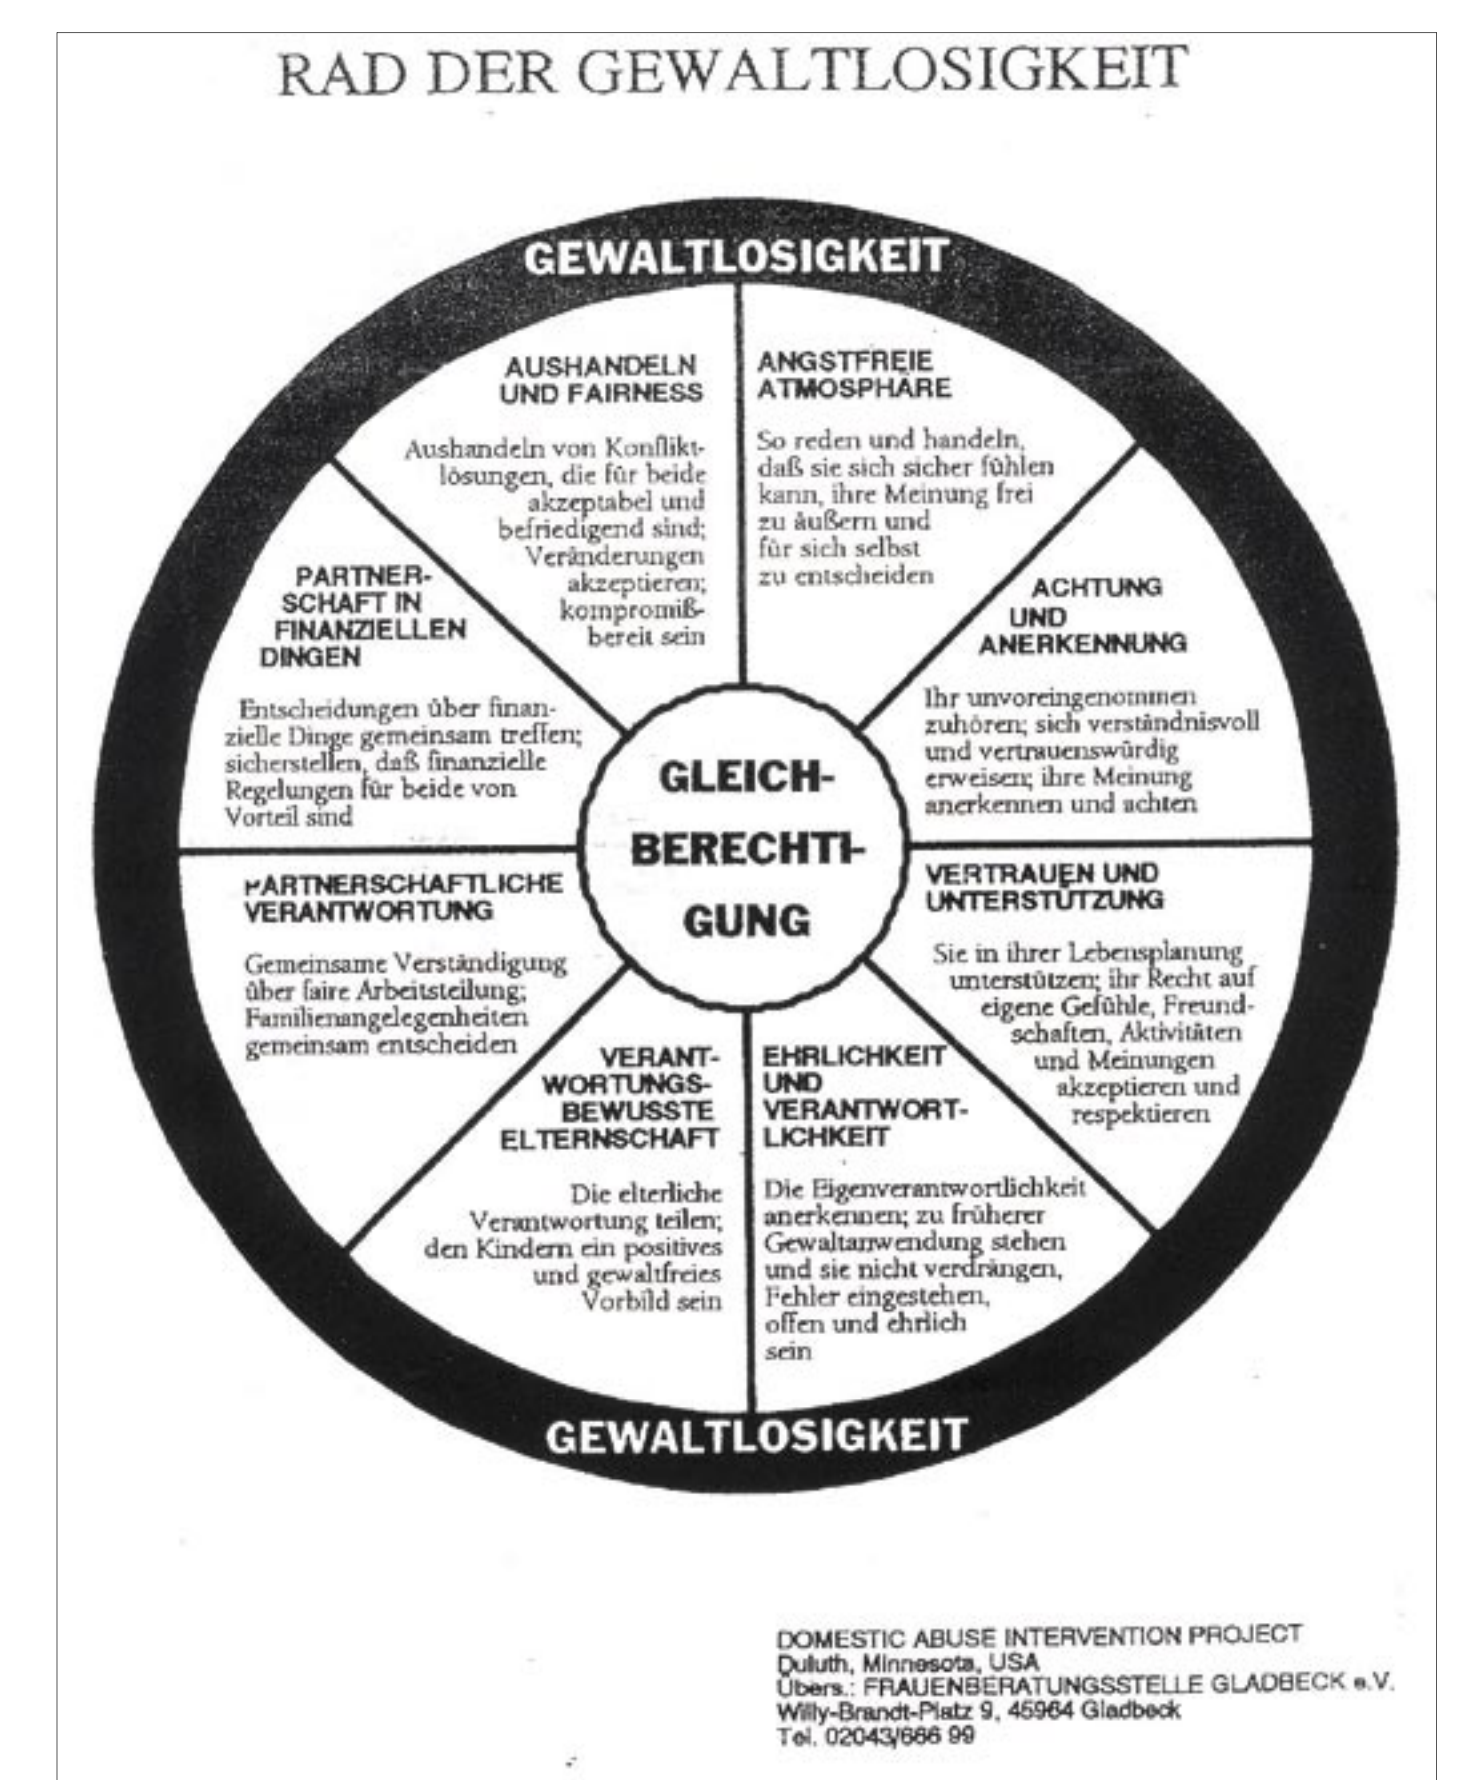 RAD DER GEWALTLOSIGKEIT
GEWALTLOSIGKEIT
AUSHANDELN
UND FAIRNESS
Aushandeln von Konflikt-
lösungen, die für beide
akzeptabel und
befriedigend sind;
Veränderungen
akzeptieren;
kompromiß-
bereit sein
ANGSTFREIE
ATMOSPHÄRE
So reden und handeln,
daß sie sich sicher fühlen
kann, ihre Meinung frei
zu äußern und
für sich selbst
zu entscheiden
PARTNER-
SCHAFT IN
FINANZIELLEN
DINGEN
Entscheidungen über finan-
zielle Dinge gemeinsam treffen;
sicherstellen, daß finanzielle
Regelungen für beide von
Vorteil sind
ACHTUNG
UND
ANERKENNUNG
Ihr unvoreingenommen
zuhören; sich verständnisvoll
und vertrauenswürdig
erweisen; ihre Meinung
anerkennen und achten
GLEICH-
BERECHTI-
GUNG
PARTNERSCHAFTLICHE
VERANTWORTUNG
Gemeinsame Verständigung
über faire Arbeitsteilung;
Familienangelegenheiten
gemeinsam entscheiden
VERTRAUEN UND
UNTERSTÜTZUNG
Sie in ihrer Lebensplanung
unterstützen; ihr Recht auf
eigene Gefühle, Freund-
schaften, Aktivitäten
und Meinungen
akzeptieren und
respektieren
VERANT-
WORTUNGS-
BEWUSSTE
ELTERNSCHAFT
Die elterliche
Verantwortung teilen;
den Kindern ein positives
und gewaltfreies
Vorbild sein
EHRLICHKEIT
UND
VERANTWORT-
LICHKEIT
Die Eigenverantwortlichkeit
anerkennen; zu früherer
Gewaltanwendung stehen
und sie nicht verdrängen,
Fehler eingestehen,
offen und ehrlich
sein
GEWALTLOSIGKEIT
DOMESTIC ABUSE INTERVENTION PROJECT
Duluth, Minnesota, USA
Übers.: FRAUENBERATUNGSSTELLE GLADBECK e.V.
Willy-Brandt-Platz 9, 45964 Gladbeck
Tel. 02043/666 99